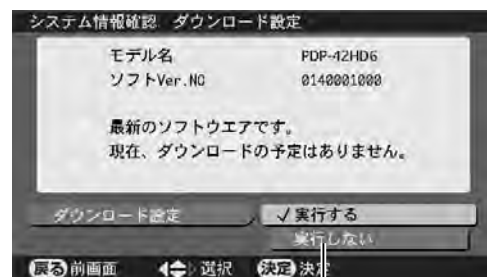 システム情報確認 ダウンロード設定
モデル名 PDP-42HD6
ソフトVer.NO 0140001000
最新のソフトウエアです。
現在、ダウンロードの予定はありません。
ダウンロード設定 ✓実行する
実行しない
戻る 前画面 選択 決定 決定